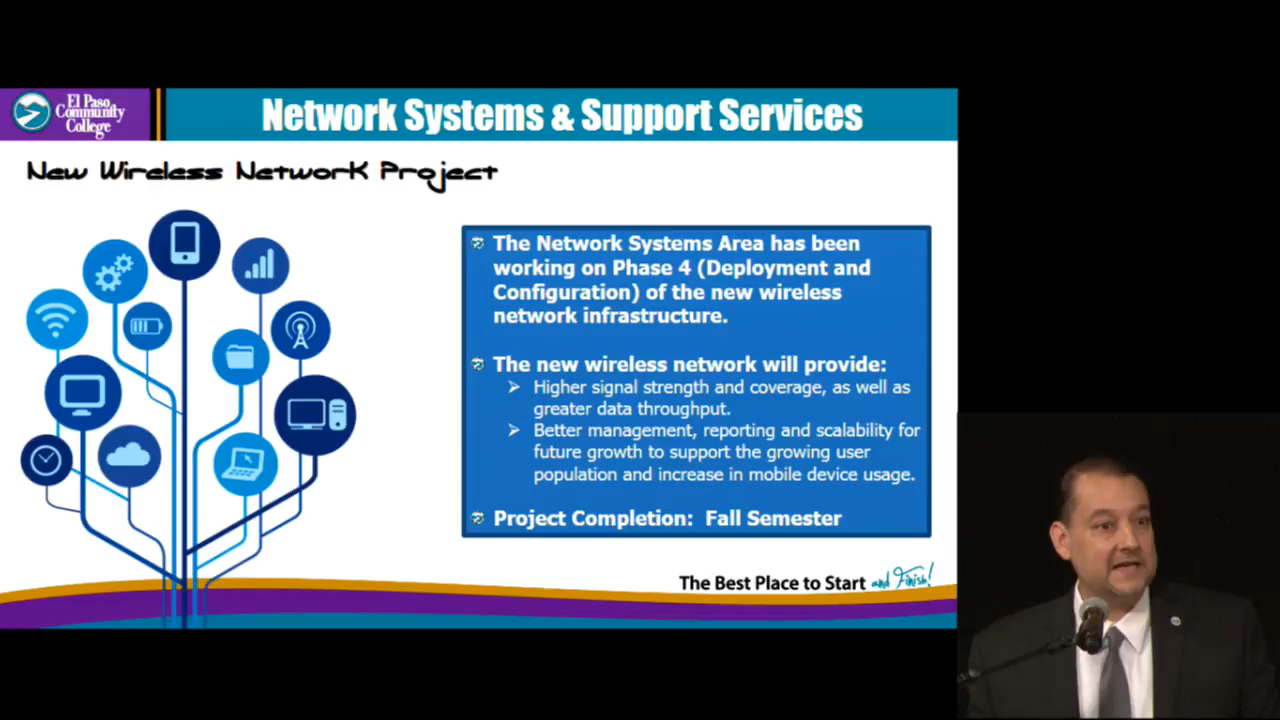 El Paso
Community
College
Network Systems & Support Services
New Wireless Network Project
The Network Systems Area has been
working on Phase 4 (Deployment and
Configuration) of the new wireless
network infrastructure.
The new wireless network will provide:
Higher signal strength and coverage, as well as
greater data throughput.
Better management, reporting and scalability for
future growth to support the growing user
population and increase in mobile device usage.
Project Completion: Fall Semester
The Best Place to Start and Finish!